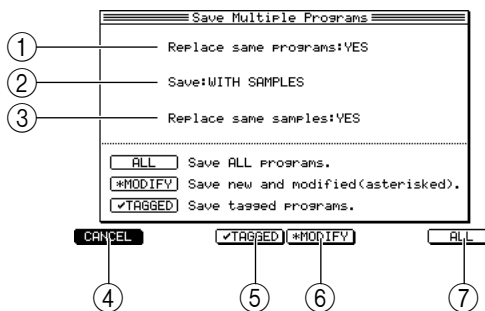 Save Multiple Programs
① Replace same programs:YES
② Save:WITH SAMPLES
③ Replace same samples:YES
ALL Save ALL programs.
*MODIFY Save new and modified(asterisked).
✓TAGGED Save tagged programs.
CANCEL ✓TAGGED *MODIFY ALL
④ ⑤ ⑥ ⑦